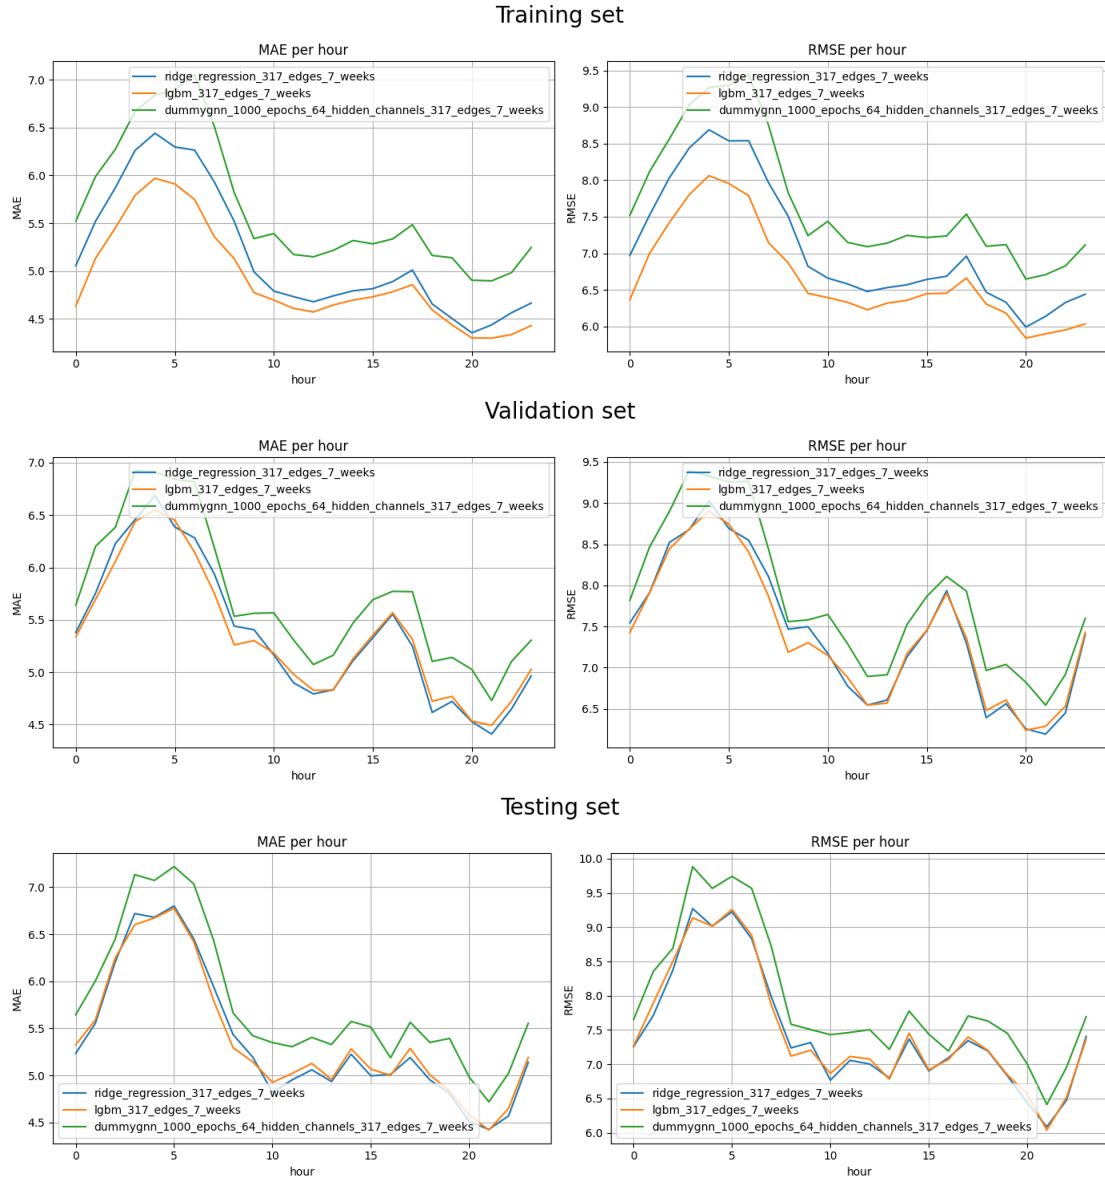 Training set
MAE per hour
ridge_regression_317_edges_7_weeks
lgbm_317_edges_7_weeks
dummygnn_1000_epochs_64_hidden_channels_317_edges_7_weeks
7.0
6.5
6.0
5.5
5.0
4.5
MAE
0 5 10 15 20
hour
RMSE per hour
ridge_regression_317_edges_7_weeks
lgbm_317_edges_7_weeks
dummygnn_1000_epochs_64_hidden_channels_317_edges_7_weeks
9.5
9.0
8.5
8.0
7.5
7.0
6.5
6.0
RMSE
0 5 10 15 20
hour
Validation set
MAE per hour
ridge_regression_317_edges_7_weeks
lgbm_317_edges_7_weeks
dummygnn_1000_epochs_64_hidden_channels_317_edges_7_weeks
7.0
6.5
6.0
5.5
5.0
4.5
MAE
0 5 10 15 20
hour
RMSE per hour
ridge_regression_317_edges_7_weeks
lgbm_317_edges_7_weeks
dummygnn_1000_epochs_64_hidden_channels_317_edges_7_weeks
9.5
9.0
8.5
8.0
7.5
7.0
6.5
RMSE
0 5 10 15 20
hour
Testing set
MAE per hour
7.0
6.5
6.0
5.5
5.0
4.5
MAE
ridge_regression_317_edges_7_weeks
lgbm_317_edges_7_weeks
dummygnn_1000_epochs_64_hidden_channels_317_edges_7_weeks
0 5 10 15 20
hour
RMSE per hour
10.0
9.5
9.0
8.5
8.0
7.5
7.0
6.5
6.0
RMSE
ridge_regression_317_edges_7_weeks
lgbm_317_edges_7_weeks
dummygnn_1000_epochs_64_hidden_channels_317_edges_7_weeks
0 5 10 15 20
hour